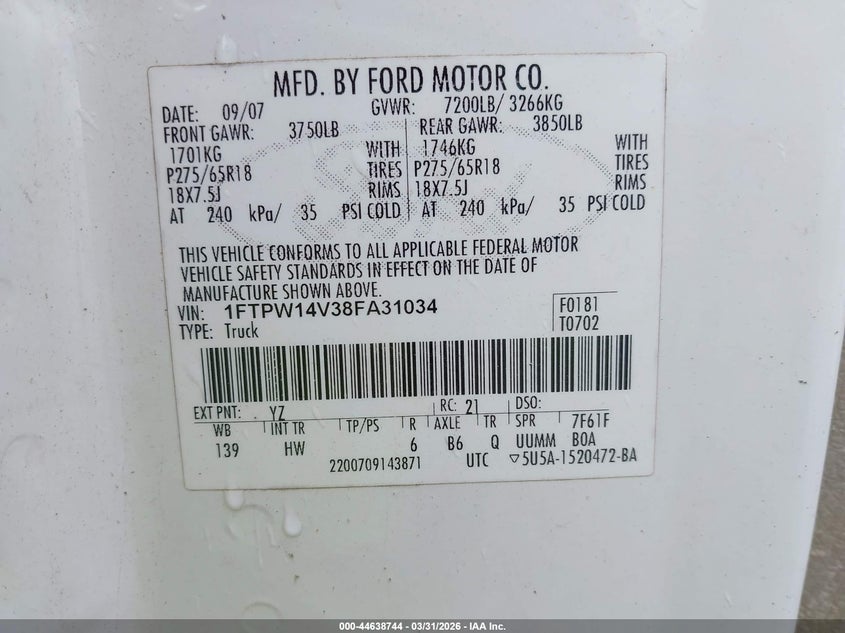 MFD. BY FORD MOTOR CO.
DATE: 09/07 GVWR: 7200LB/ 3266KG
FRONT GAWR: 3750LB REAR GAWR: 3850LB
1701KG WITH 1746KG WITH
P275/65R18 TIRES P275/65R18 TIRES
18X7.5J RIMS 18X7.5J RIMS
AT 240 kPa/ 35 PSI COLD AT 240 kPa/ 35 PSI COLD
THIS VEHICLE CONFORMS TO ALL APPLICABLE FEDERAL MOTOR
VEHICLE SAFETY STANDARDS IN EFFECT ON THE DATE OF
MANUFACTURE SHOWN ABOVE.
VIN: 1FTPW14V38FA31034 F0181
TYPE: Truck T0702
EXT PNT: YZ RC: 21 DSO:
WB INT TR TP/PS R AXLE TR SPR 7F61F
139 HW 6 B6 Q UUMM BOA
2200709143871 UTC ▽5U5A-1520472-BA
000-44638744 - 03/31/2026 - IAA Inc.